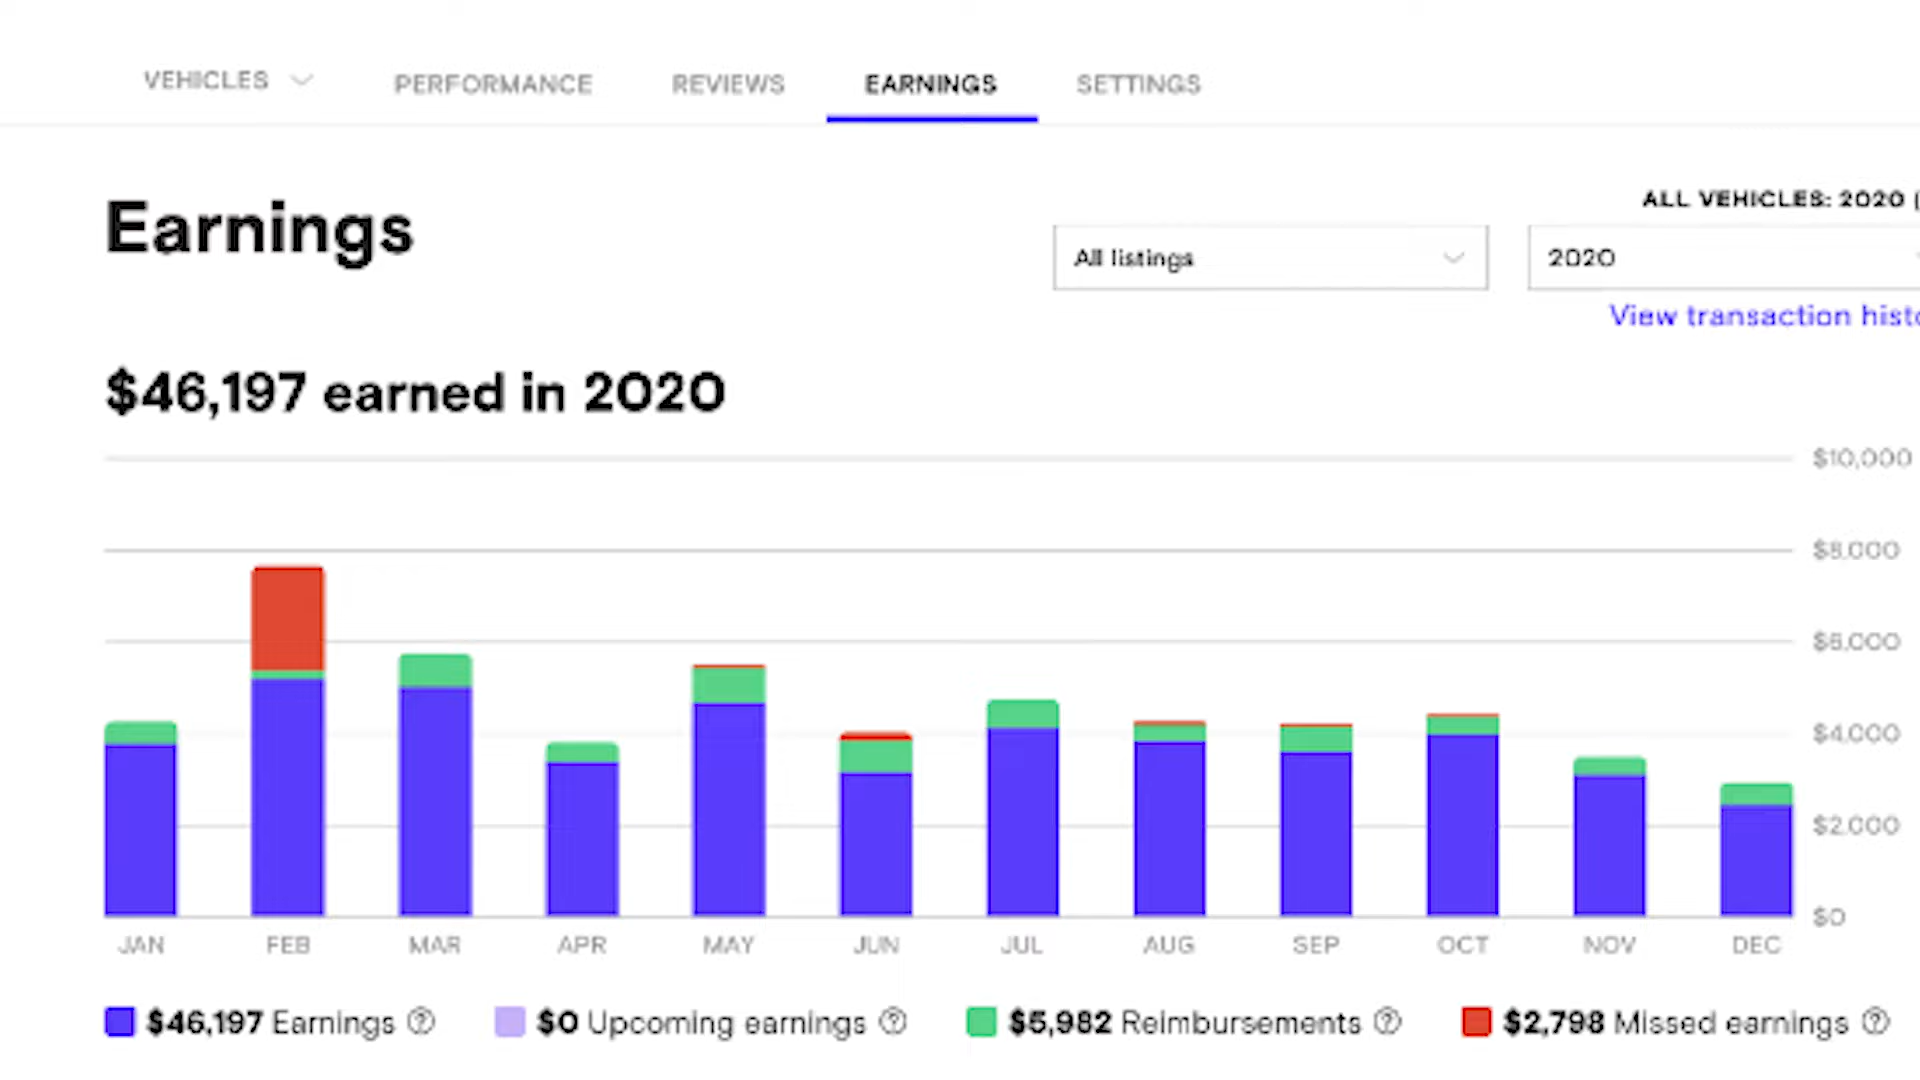 VEHICLES PERFORMANCE REVIEWS EARNINGS SETTINGS
Earnings
ALL VEHICLES: 2020 (
All listings
2020
View transaction histo
$46,197 earned in 2020
$10,000
$8,000
$6,000
$4,000
$2,000
$0
JAN FEB MAR APR MAY JUN JUL AUG SEP OCT NOV DEC
$46,197 Earnings ? $0 Upcoming earnings ? $5,982 Reimbursements ? $2,798 Missed earnings ?